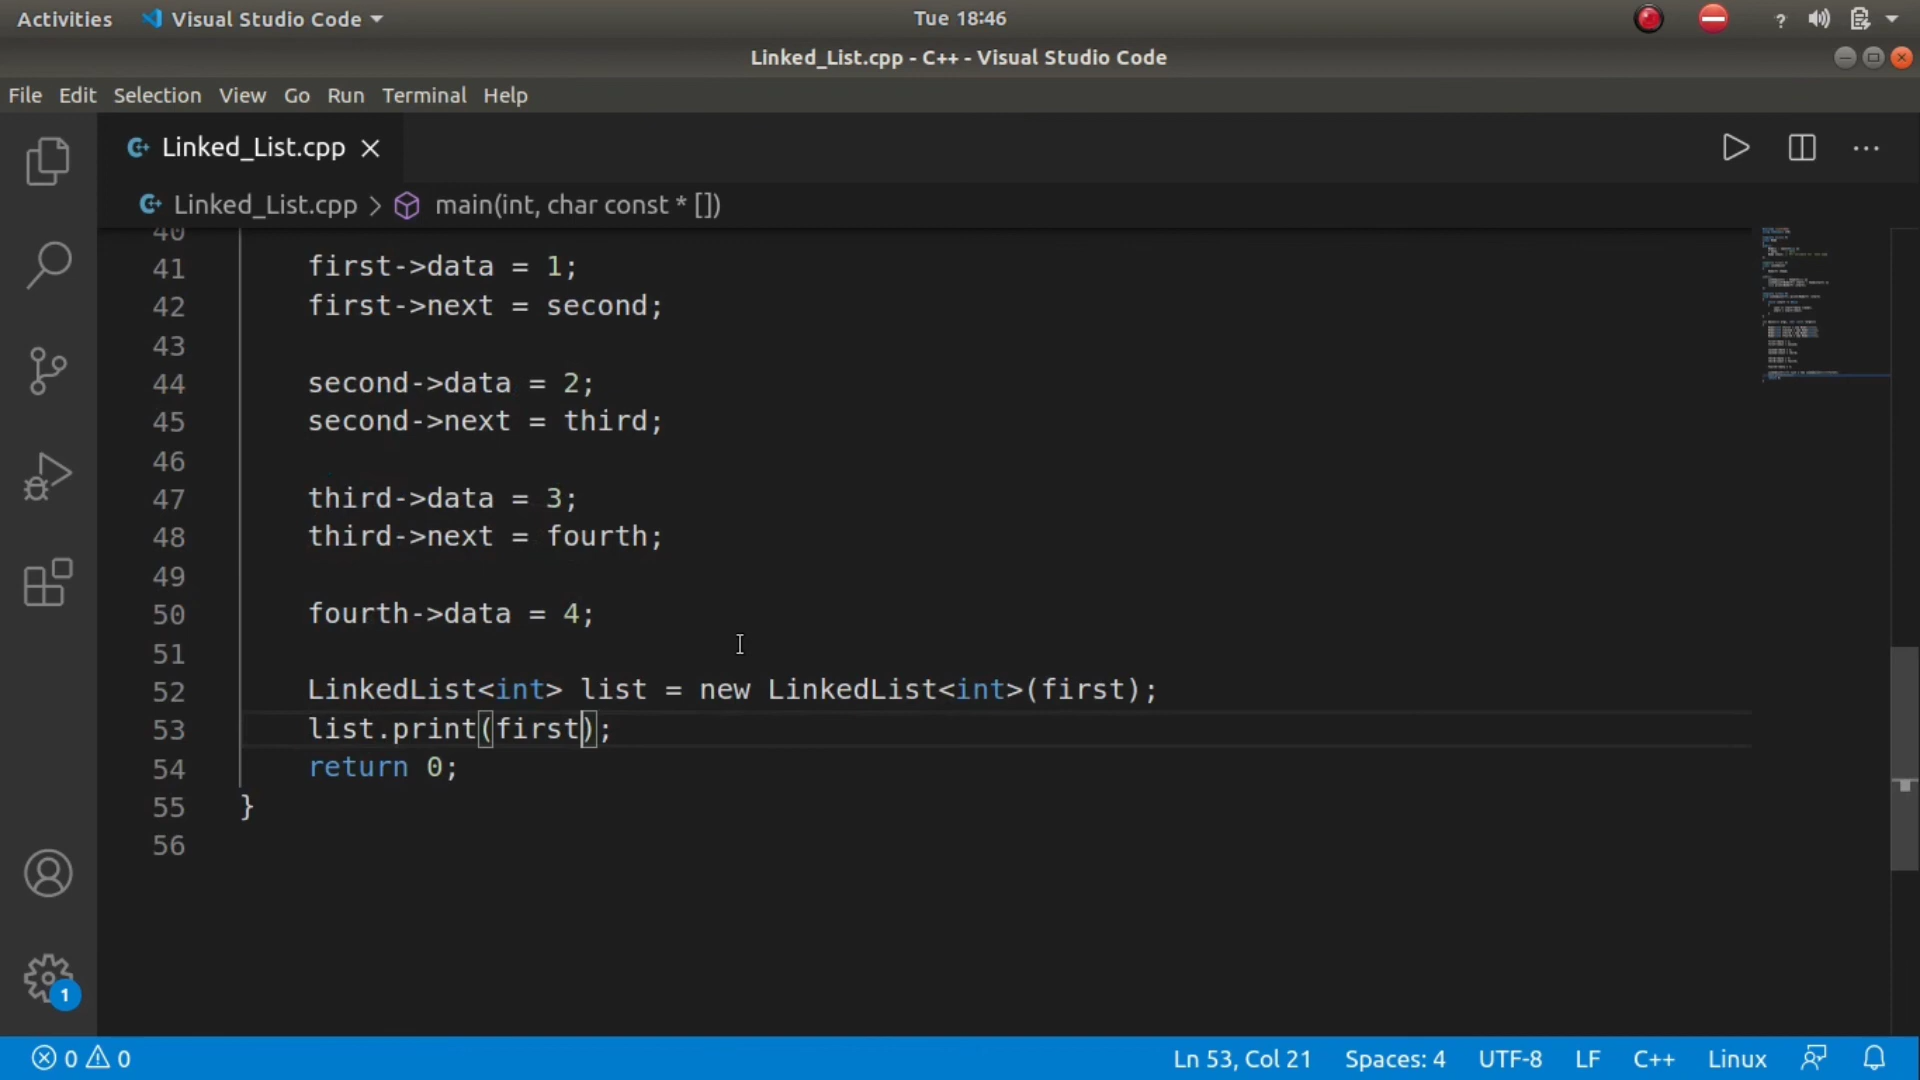 Activities Visual Studio Code Tue 18:46 ?
Linked_List.cpp - C++ - Visual Studio Code
File Edit Selection View Go Run Terminal Help
Linked_List.cpp
Linked_List.cpp > main(int, char const * [])
40
41 first->data = 1;
42 first->next = second;
43
44 second->data = 2;
45 second->next = third;
46
47 third->data = 3;
48 third->next = fourth;
49
50 fourth->data = 4;
51
52 LinkedList<int> list = new LinkedList<int>(first);
53 list.print(first);
54 return 0;
55 }
56
1
0 0 Ln 53, Col 21 Spaces: 4 UTF-8 LF C++ Linux